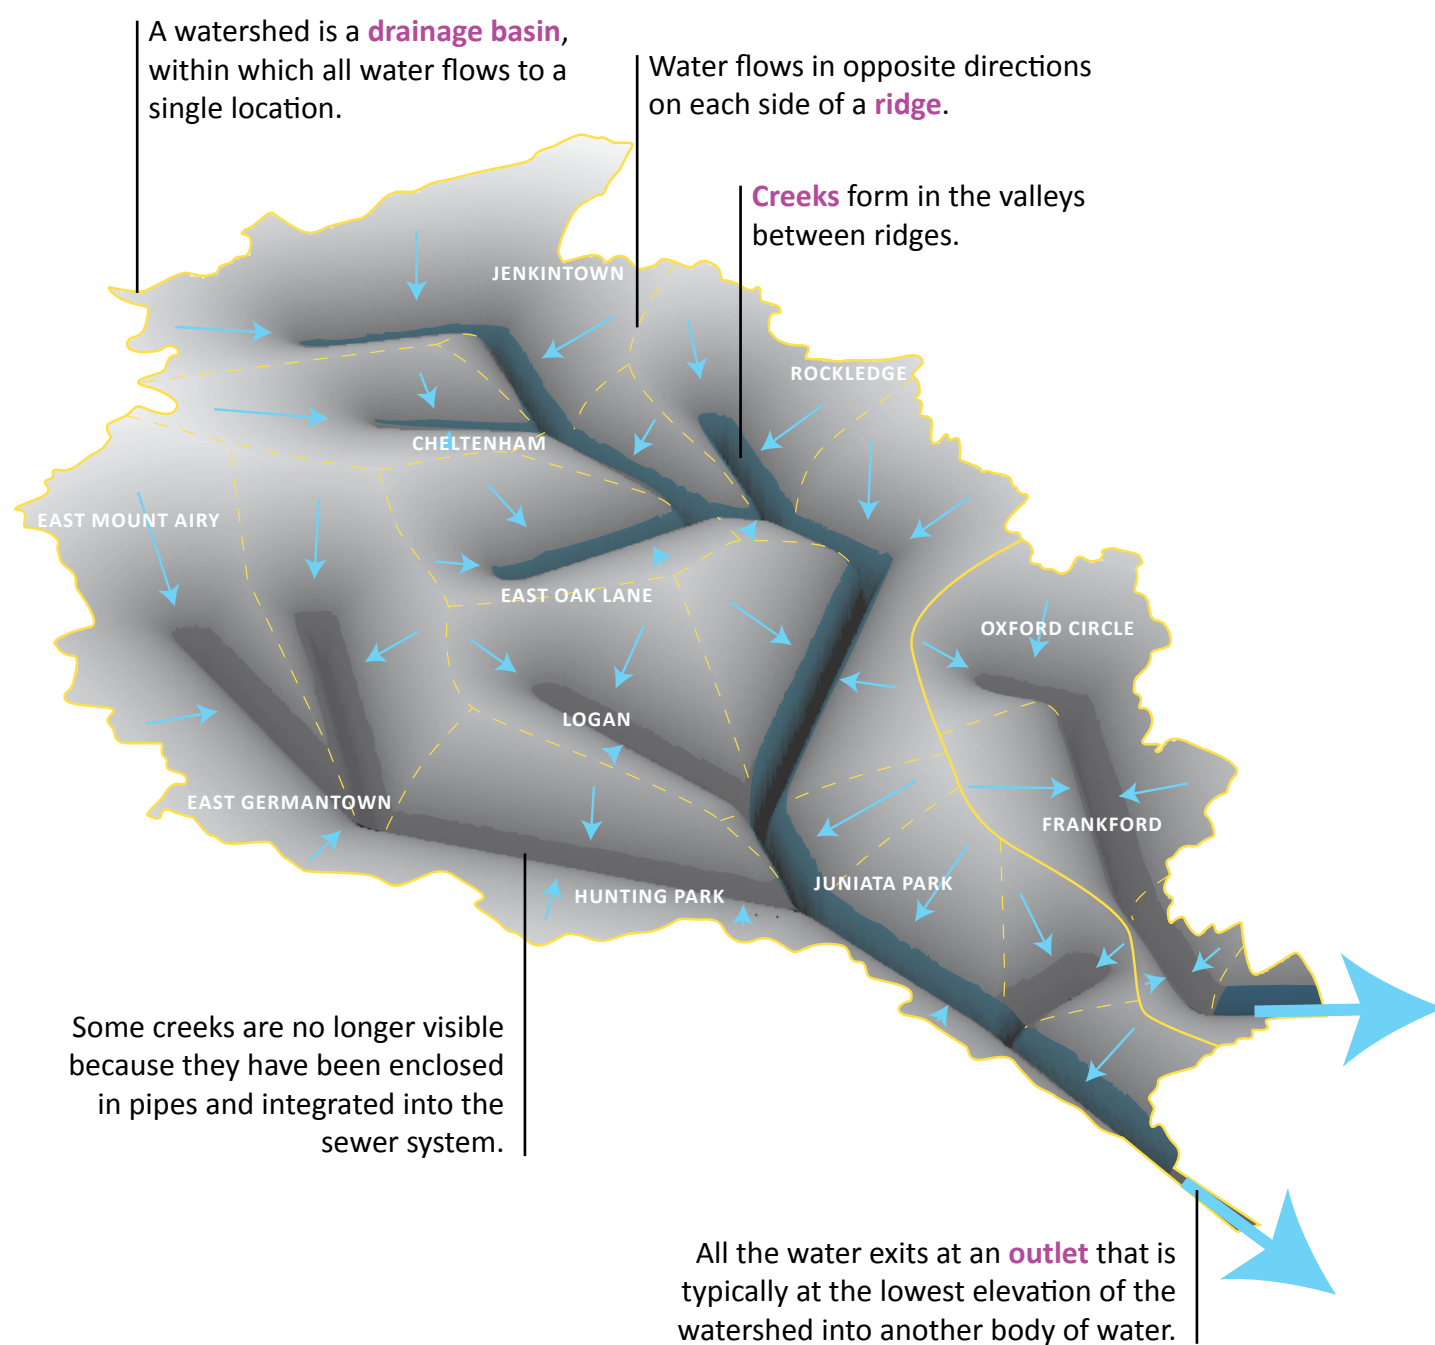 A watershed is a drainage basin,
within which all water flows to a
single location.
Water flows in opposite directions
on each side of a ridge.
Creeks form in the valleys
between ridges.
JENKINTOWN
ROCKLEDGE
CHELTENHAM
EAST MOUNT AIRY
EAST OAK LANE
OXFORD CIRCLE
LOGAN
EAST GERMANTOWN
FRANKFORD
JUNIATA PARK
HUNTING PARK
Some creeks are no longer visible
because they have been enclosed
in pipes and integrated into the
sewer system.
All the water exits at an outlet that is
typically at the lowest elevation of the
watershed into another body of water.